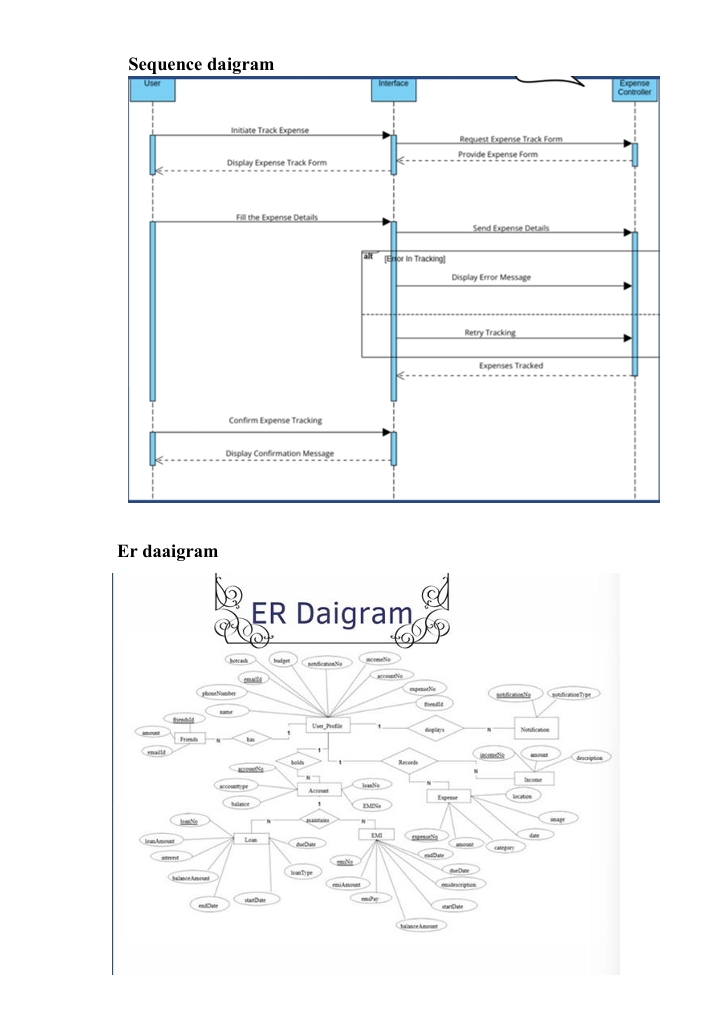 Sequence daigram
User
Interface
Expense
Controller
Initiate Track Expense
Request Expense Track Form
Provide Expense Form
Display Expense Track Form
Fill the Expense Details
Send Expense Details
alt
[Error In Tracking]
Display Error Message
Retry Tracking
Expenses Tracked
Confirm Expense Tracking
Display Confirmation Message
Er daaigram
ER Daigram
hotcash
budget
notificationNo
incomeNo
emailId
accountNo
phoneNumber
expenseNo
name
friendId
notificationNo
notificationType
friendsId
amount
emailId
Friends
N
has
1
User_Profile
1
displays
N
Notification
1
1
holds
N
Records
N
N
incomeNo
amount
description
Income
accountNo
accounttype
balance
Account
loanNo
EMINo
Expense
location
image
date
category
amount
expenseNo
1
maintains
N
N
loanNo
loanAmount
interest
balanceAmount
endDate
startDate
Loan
dueDate
loanType
EMI
emiNo
emiAmount
emiPay
endDate
dueDate
emidescription
startDate
balanceAmount